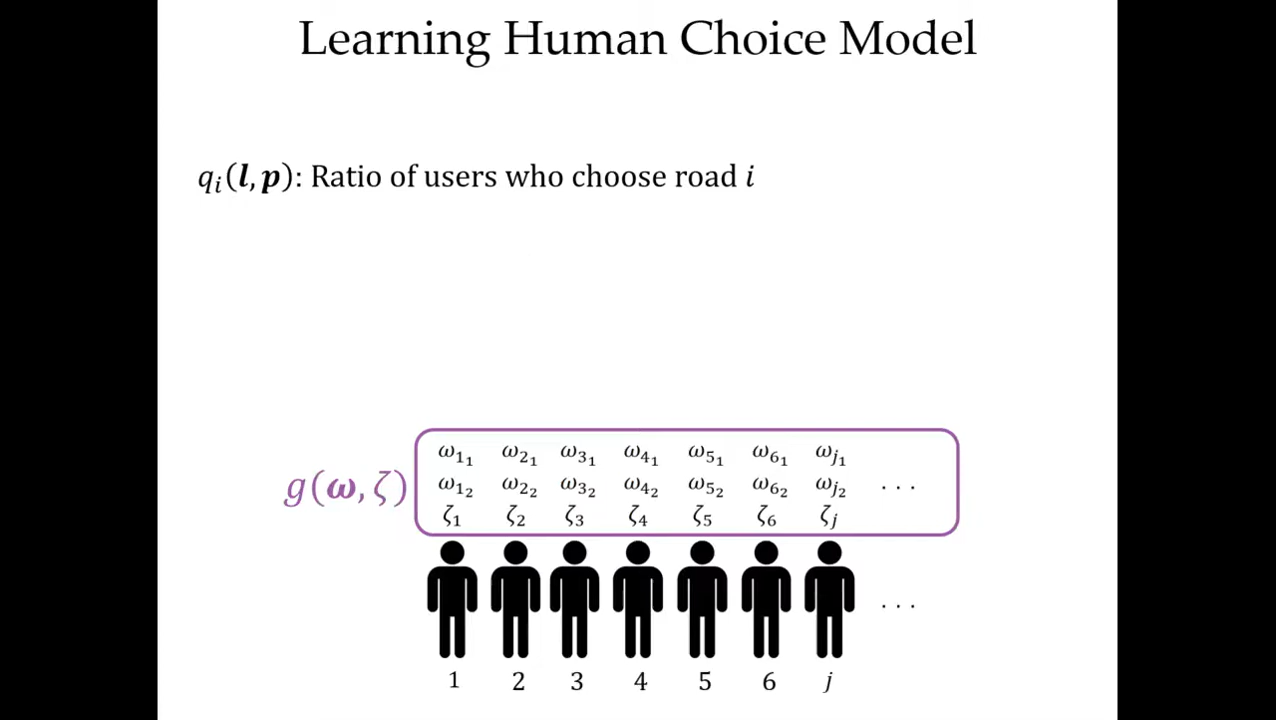 Learning Human Choice Model
qᵢ(𝒍, 𝒑): Ratio of users who choose road i
ω₁₁ ω₂₁ ω₃₁ ω₄₁ ω₅₁ ω₆₁ ωⱼ₁
g(ω, ζ) ω₁₂ ω₂₂ ω₃₂ ω₄₂ ω₅₂ ω₆₂ ωⱼ₂ ...
ζ₁ ζ₂ ζ₃ ζ₄ ζ₅ ζ₆ ζⱼ
...
1 2 3 4 5 6 j